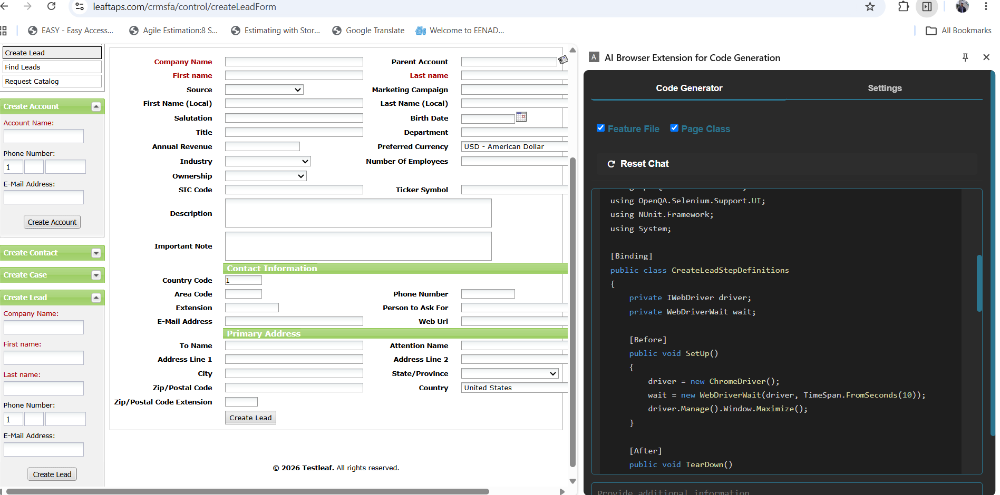 leaftaps.com/crmsfa/control/createLeadForm
EASY - Easy Access...
Agile Estimation:8 S...
Estimating with Stor...
Google Translate
Welcome to EENAD...
All Bookmarks
Create Lead
Find Leads
Request Catalog
Create Account
Account Name:
Phone Number:
1
E-Mail Address:
Create Account
Create Contact
Create Case
Create Lead
Company Name:
First name:
Last name:
Phone Number:
1
E-Mail Address:
Create Lead
Company Name
Parent Account
First name
Last name
Source
Marketing Campaign
First Name (Local)
Last Name (Local)
Salutation
Birth Date
Title
Department
Annual Revenue
Preferred Currency
USD - American Dollar
Industry
Number Of Employees
Ownership
SIC Code
Ticker Symbol
Description
Important Note
Contact Information
Country Code
1
Area Code
Phone Number
Extension
Person to Ask For
E-Mail Address
Web Url
Primary Address
To Name
Attention Name
Address Line 1
Address Line 2
City
State/Province
Zip/Postal Code
Country
United States
Zip/Postal Code Extension
Create Lead
© 2026 Testleaf. All rights reserved.
A
AI Browser Extension for Code Generation
Code Generator
Settings
Feature File
Page Class
Reset Chat
using OpenQA.Selenium.Support.UI;
using NUnit.Framework;
using System;
[Binding]
public class CreateLeadStepDefinitions
{
private IWebDriver driver;
private WebDriverWait wait;
[Before]
public void SetUp()
{
driver = new ChromeDriver();
wait = new WebDriverWait(driver, TimeSpan.FromSeconds(10));
driver.Manage().Window.Maximize();
}
[After]
public void TearDown()
Provide additional information